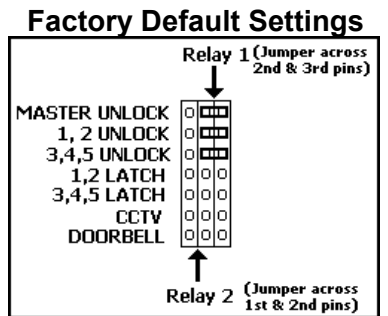 Factory Default Settings
Relay 1 (Jumper across
2nd & 3rd pins)
MASTER UNLOCK
1, 2 UNLOCK
3,4,5 UNLOCK
1,2 LATCH
3,4,5 LATCH
CCTV
DOORBELL
Relay 2 (Jumper across
1st & 2nd pins)